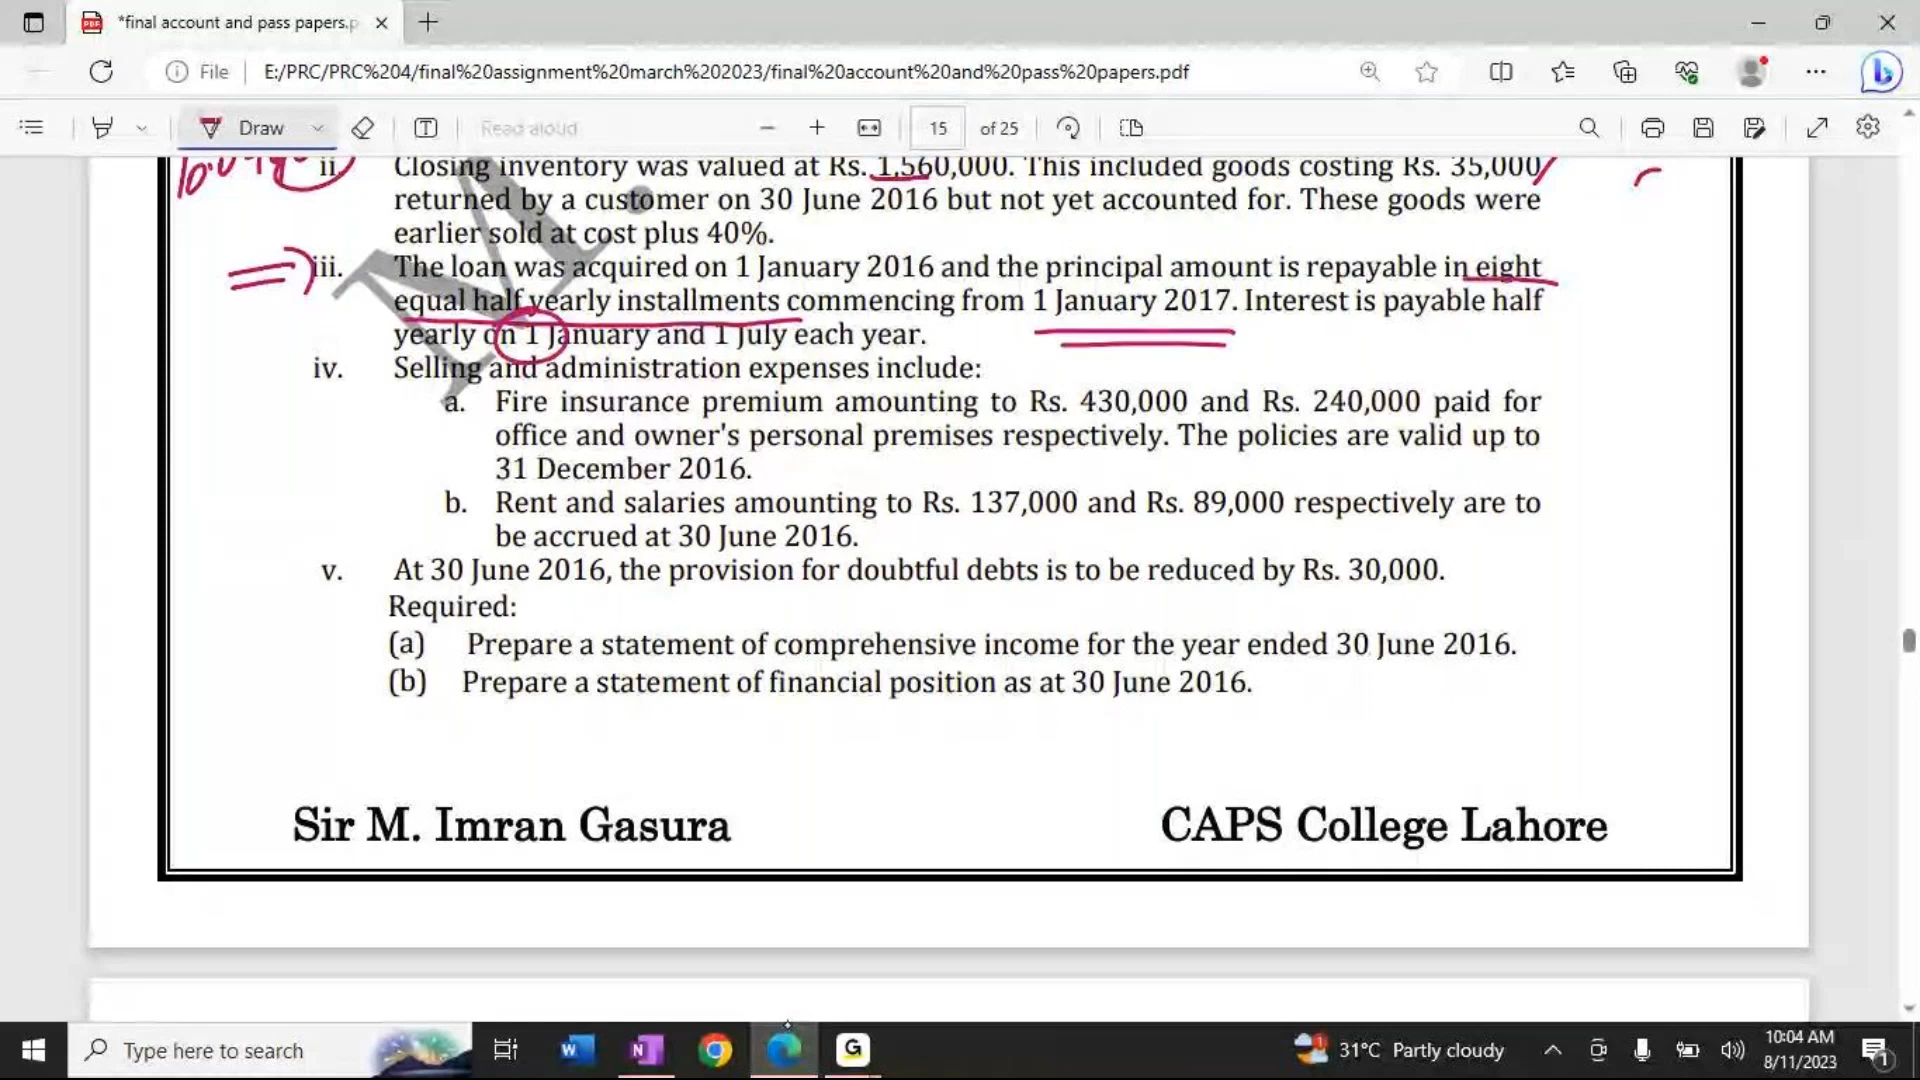 *final account and pass papers.p
File
E:/PRC/PRC%204/final%20assignment%20march%202023/final%20account%20and%20pass%20papers.pdf
Draw
Read aloud
15 of 25
ii. Closing inventory was valued at Rs. 1,560,000. This included goods costing Rs. 35,000
returned by a customer on 30 June 2016 but not yet accounted for. These goods were
earlier sold at cost plus 40%.
iii. The loan was acquired on 1 January 2016 and the principal amount is repayable in eight
equal half yearly installments commencing from 1 January 2017. Interest is payable half
yearly on 1 January and 1 July each year.
iv. Selling and administration expenses include:
a. Fire insurance premium amounting to Rs. 430,000 and Rs. 240,000 paid for
office and owner's personal premises respectively. The policies are valid up to
31 December 2016.
b. Rent and salaries amounting to Rs. 137,000 and Rs. 89,000 respectively are to
be accrued at 30 June 2016.
v. At 30 June 2016, the provision for doubtful debts is to be reduced by Rs. 30,000.
Required:
(a) Prepare a statement of comprehensive income for the year ended 30 June 2016.
(b) Prepare a statement of financial position as at 30 June 2016.
M.
Sir M. Imran Gasura
CAPS College Lahore
Type here to search
31°C Partly cloudy
10:04 AM
8/11/2023